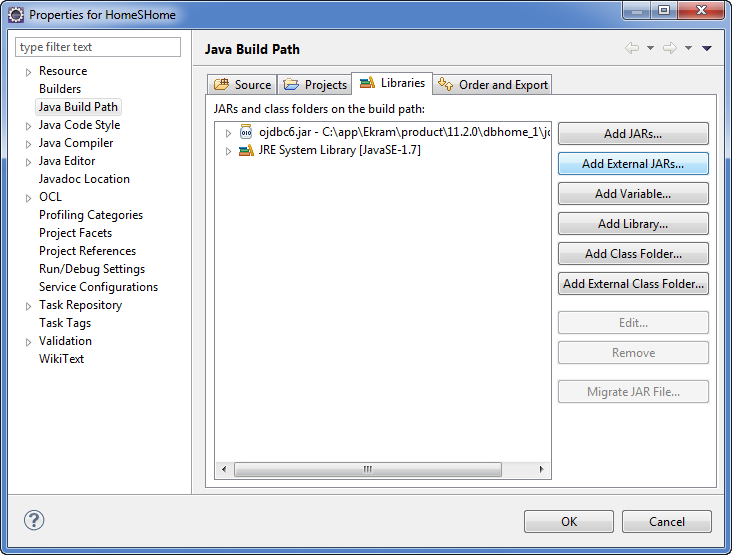 Properties for HomeSHome
type filter text
Resource
Builders
Java Build Path
Java Code Style
Java Compiler
Java Editor
Javadoc Location
OCL
Profiling Categories
Project Facets
Project References
Run/Debug Settings
Service Configurations
Task Repository
Task Tags
Validation
WikiText
Java Build Path
Source Projects Libraries Order and Export
JARs and class folders on the build path:
ojdbc6.jar - C:\app\Ekram\product\11.2.0\dbhome_1\jd
JRE System Library [JavaSE-1.7]
Add JARs...
Add External JARs...
Add Variable...
Add Library...
Add Class Folder...
Add External Class Folder...
Edit...
Remove
Migrate JAR File...
OK Cancel